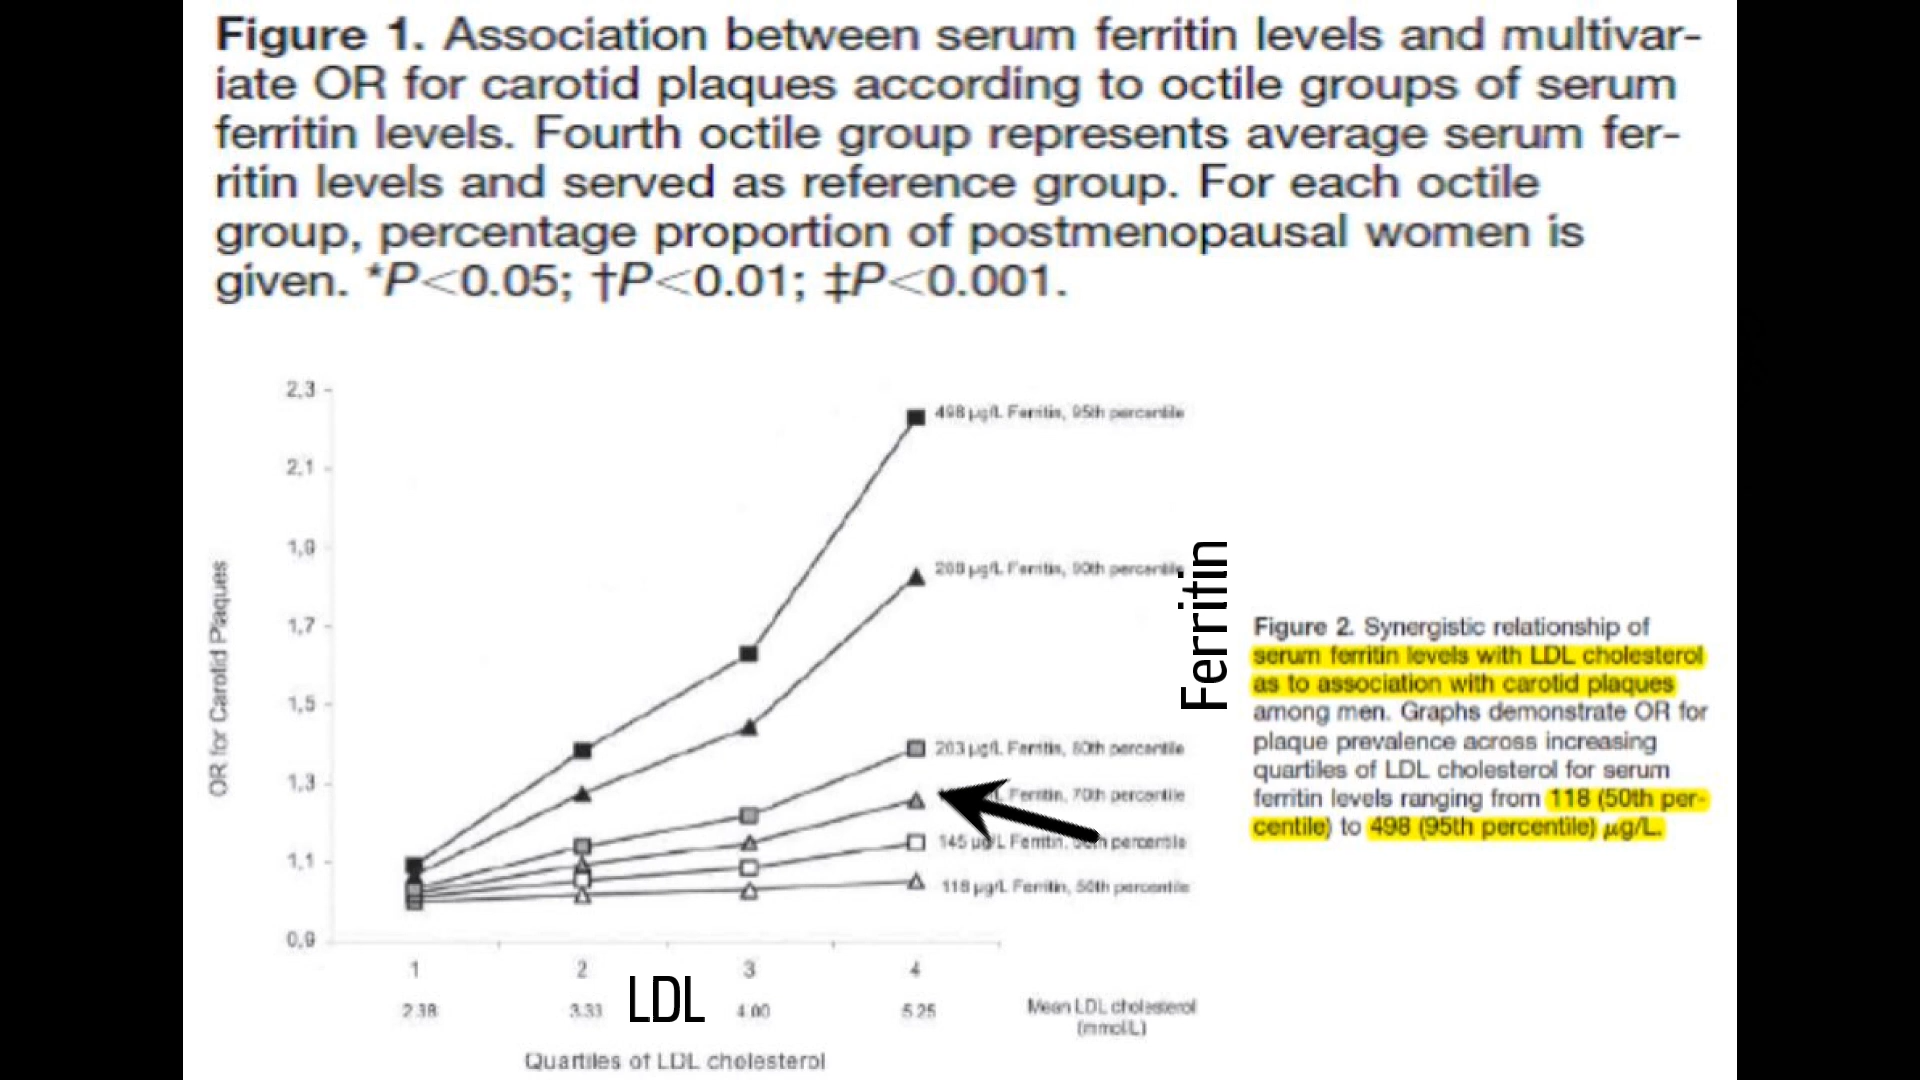 Figure 1. Association between serum ferritin levels and multivar-
iate OR for carotid plaques according to octile groups of serum
ferritin levels. Fourth octile group represents average serum fer-
ritin levels and served as reference group. For each octile
group, percentage proportion of postmenopausal women is
given. *P<0.05; †P<0.01; ‡P<0.001.
OR for Carotid Plaques
2,3
2,1
1,9
1,7
1,5
1,3
1,1
0,9
498 µg/L Ferritin, 95th percentile
µg/L Ferritin, 90th percentile
203 µg/L Ferritin, 80th percentile
L Ferritin, 70th percentile
145 µg/L Ferritin, percentile
118 µg/L Ferritin, 50th percentile
Ferritin
Figure 2. Synergistic relationship of
serum ferritin levels with LDL cholesterol
as to association with carotid plaques
among men. Graphs demonstrate OR for
plaque prevalence across increasing
quartiles of LDL cholesterol for serum
ferritin levels ranging from 118 (50th per-
centile) to 498 (95th percentile) µg/L.
1 2 3 4
LDL
2.38 3.33 4.00 5.25
Mean LDL cholesterol
(mmol/L)
Quartiles of LDL cholesterol